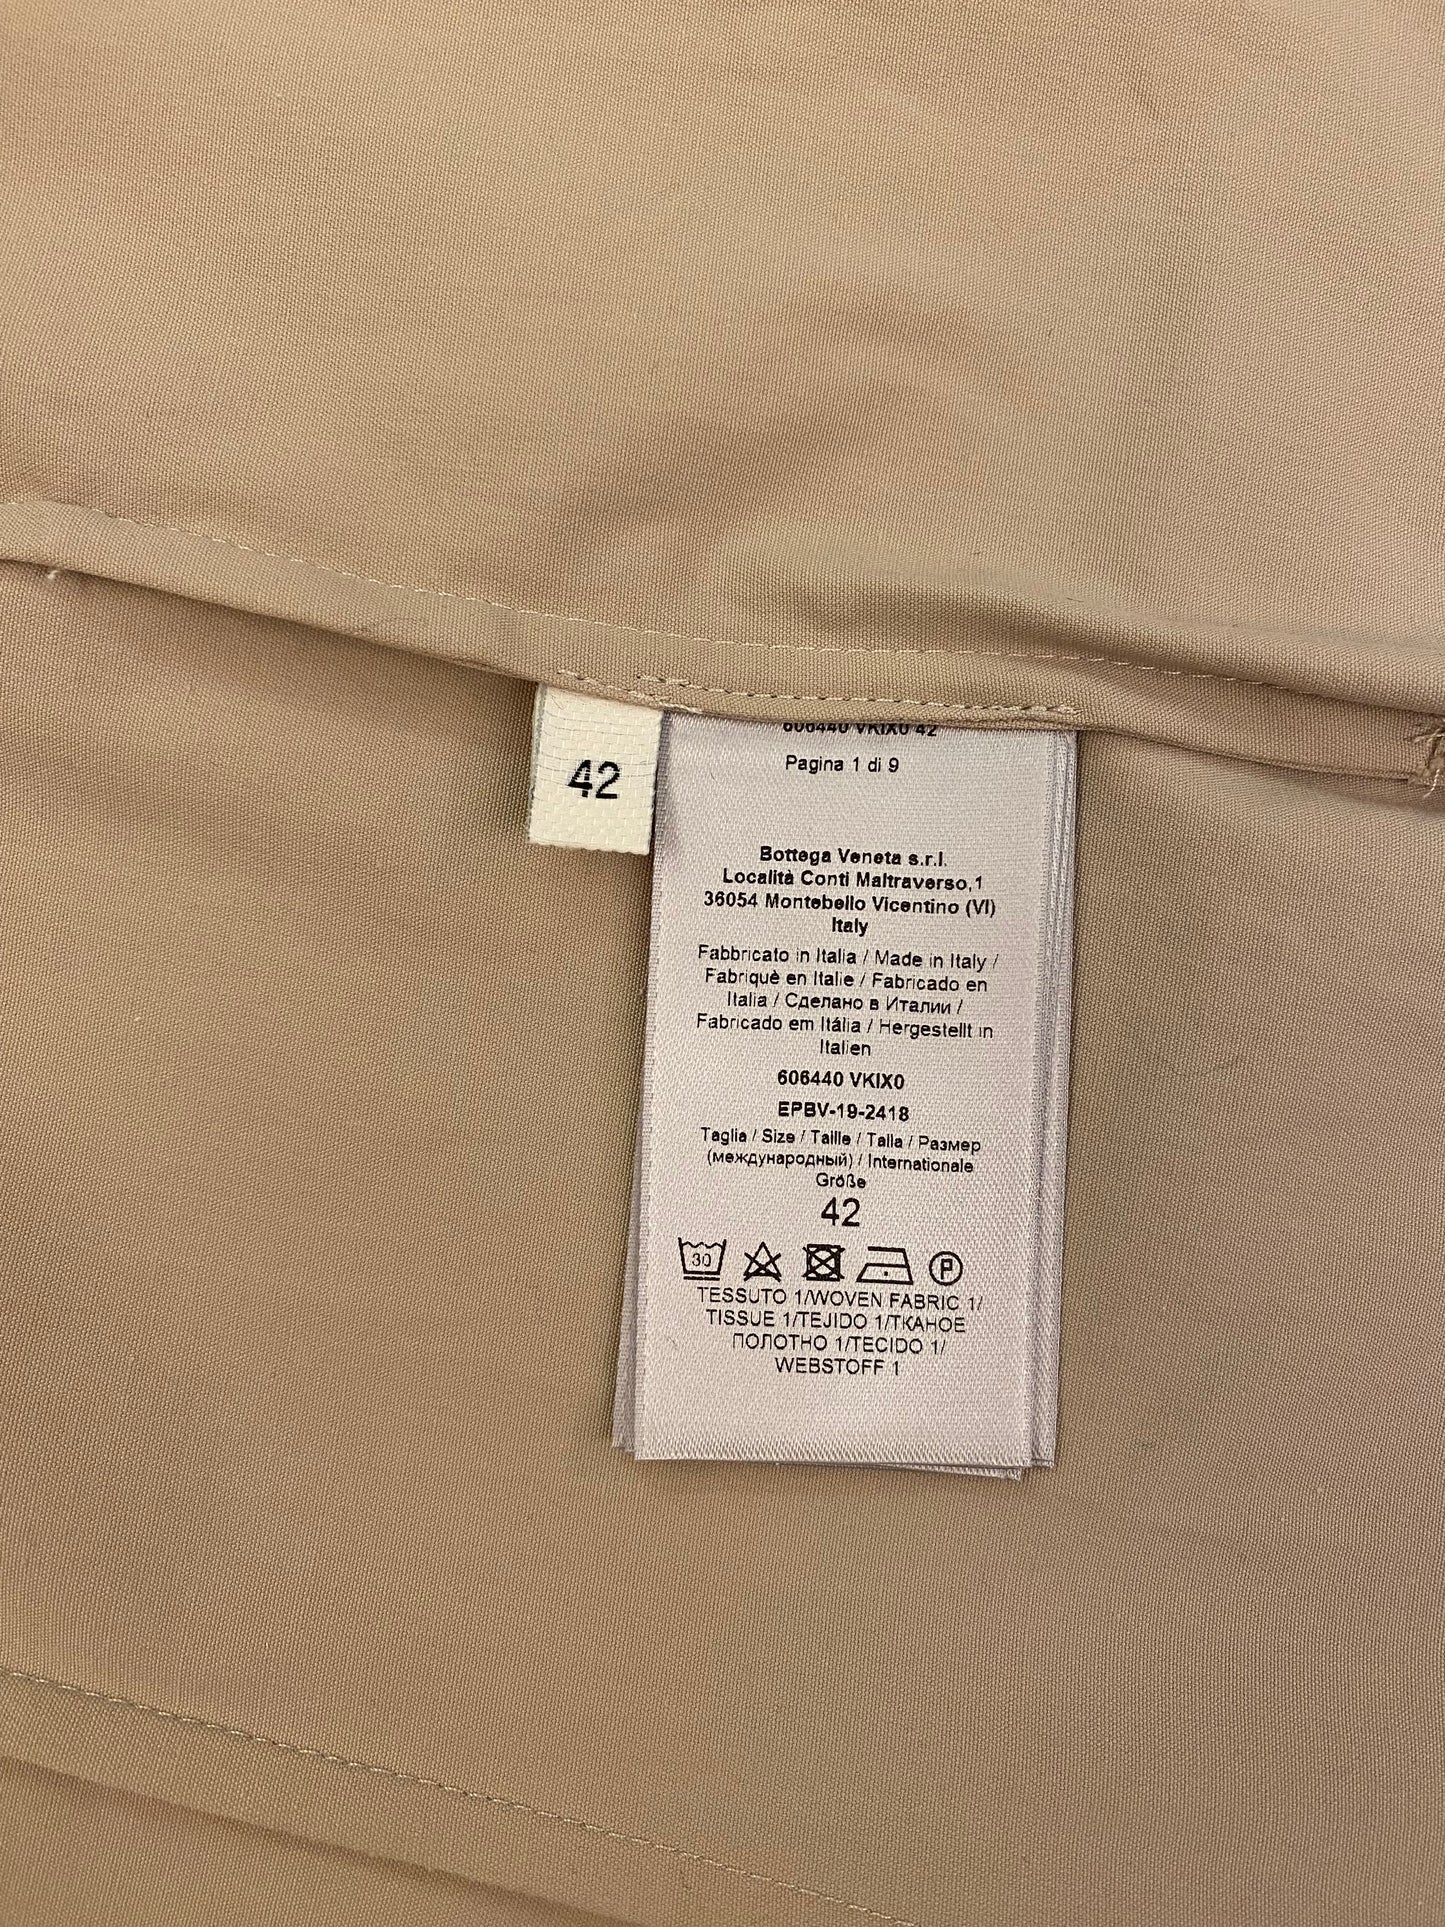 42
606440 VKIX0 42
Pagina 1 di 9
Bottega Veneta s.r.l.
Località Conti Maltraverso,1
36054 Montebello Vicentino (VI)
Italy
Fabbricato in Italia / Made in Italy /
Fabriquè en Italie / Fabricado en
Italia / Сделано в Италии /
Fabricado em Itália / Hergestellt in
Italien
606440 VKIX0
EPBV-19-2418
Taglia / Size / Taille / Talla / Размер
(международный) / Internationale
Größe
42
30 P
TESSUTO 1/WOVEN FABRIC 1/
TISSUE 1/TEJIDO 1/ТКАНОЕ
ПОЛОТНО 1/TECIDO 1/
WEBSTOFF 1